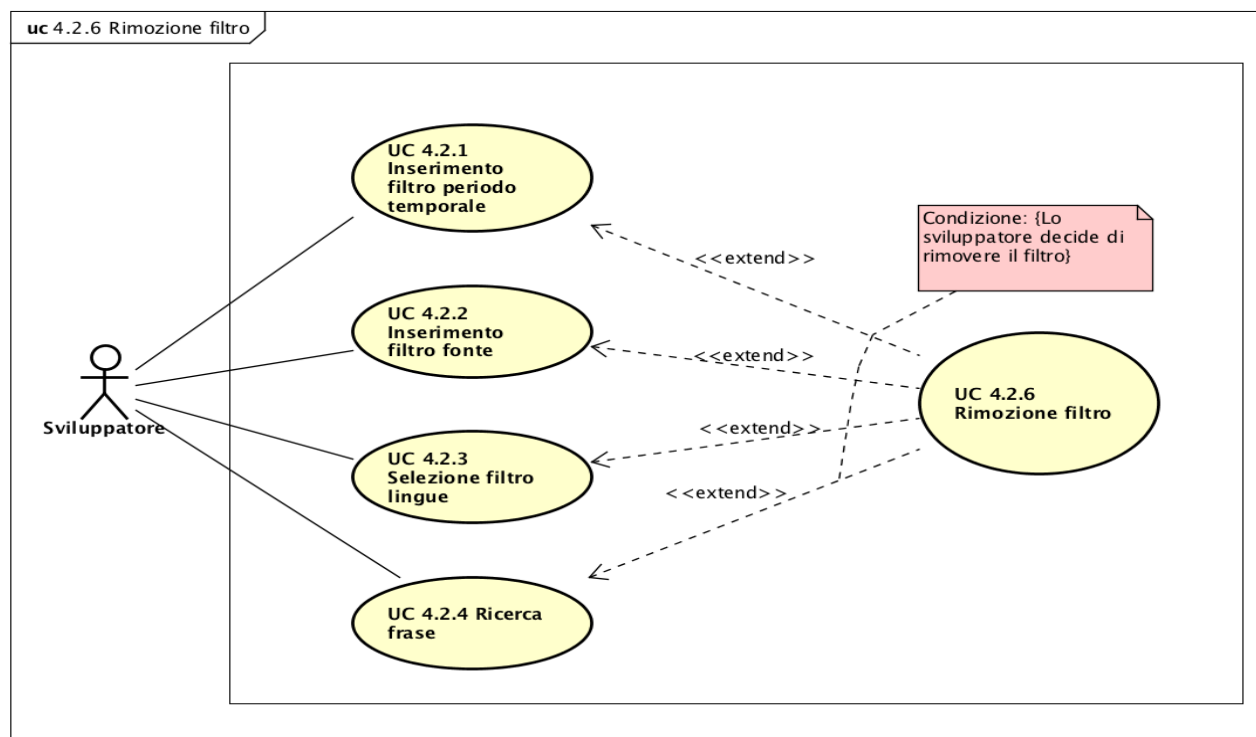 uc 4.2.6 Rimozione filtro
UC 4.2.1
Inserimento
filtro periodo
temporale
Condizione: {Lo
sviluppatore decide di
rimovere il filtro}
<<extend>>
UC 4.2.2
Inserimento
filtro fonte
<<extend>>
UC 4.2.6
Rimozione filtro
Sviluppatore
<<extend>>
UC 4.2.3
Selezione filtro
lingue
<<extend>>
UC 4.2.4 Ricerca
frase